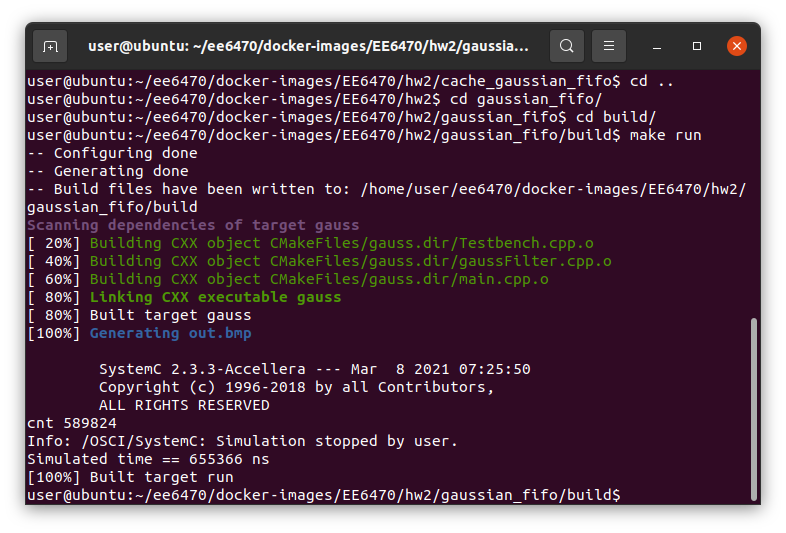 user@ubuntu: ~/ee6470/docker-images/EE6470/hw2/gaussia...
user@ubuntu:~/ee6470/docker-images/EE6470/hw2/cache_gaussian_fifo$ cd ..
user@ubuntu:~/ee6470/docker-images/EE6470/hw2$ cd gaussian_fifo/
user@ubuntu:~/ee6470/docker-images/EE6470/hw2/gaussian_fifo$ cd build/
user@ubuntu:~/ee6470/docker-images/EE6470/hw2/gaussian_fifo/build$ make run
-- Configuring done
-- Generating done
-- Build files have been written to: /home/user/ee6470/docker-images/EE6470/hw2/
gaussian_fifo/build
Scanning dependencies of target gauss
[ 20%] Building CXX object CMakeFiles/gauss.dir/Testbench.cpp.o
[ 40%] Building CXX object CMakeFiles/gauss.dir/gaussFilter.cpp.o
[ 60%] Building CXX object CMakeFiles/gauss.dir/main.cpp.o
[ 80%] Linking CXX executable gauss
[ 80%] Built target gauss
[100%] Generating out.bmp
SystemC 2.3.3-Accellera --- Mar  8 2021 07:25:50
Copyright (c) 1996-2018 by all Contributors,
ALL RIGHTS RESERVED
cnt 589824
Info: /OSCI/SystemC: Simulation stopped by user.
Simulated time == 655366 ns
[100%] Built target run
user@ubuntu:~/ee6470/docker-images/EE6470/hw2/gaussian_fifo/build$